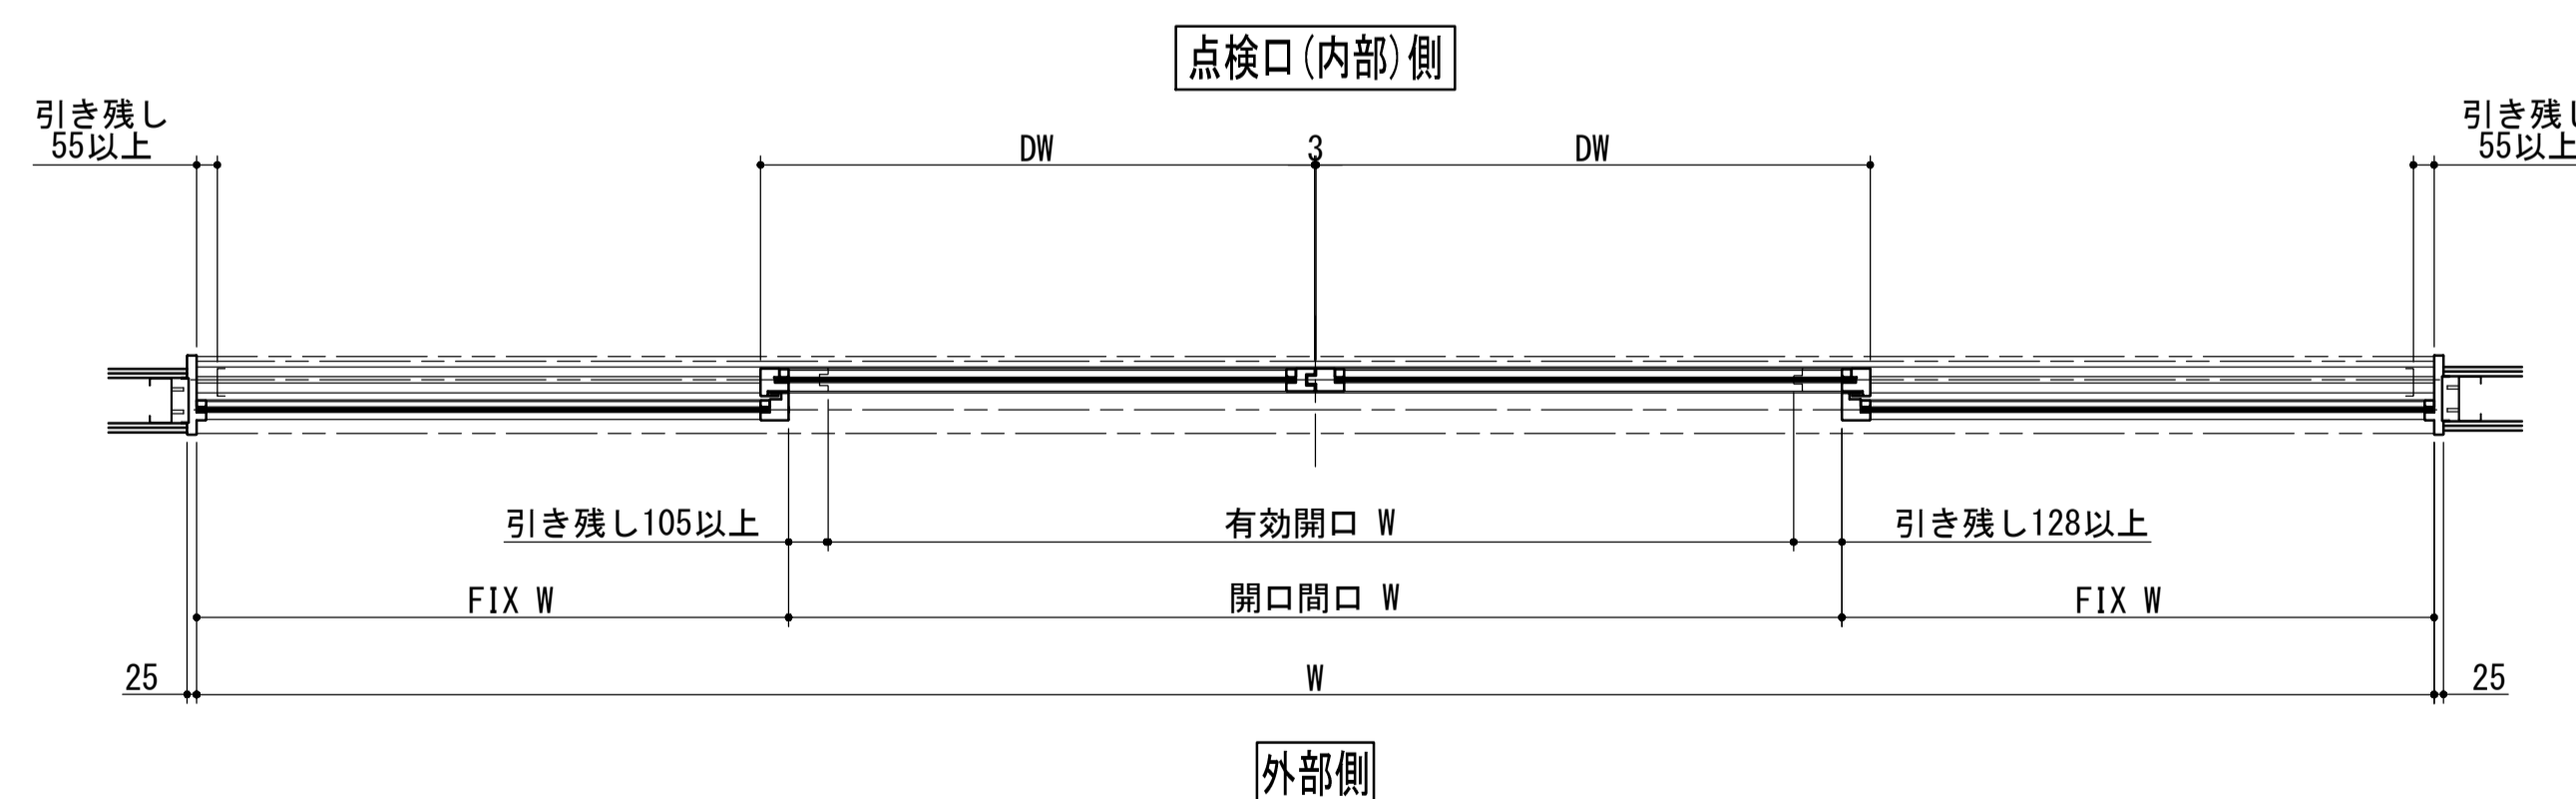 点検口(内部)側
引き残し
55以上
DW
3
DW
引き残し
55以上
引き残し105以上
有効開口 W
引き残し128以上
FIX W
開口間口 W
FIX W
25
W
25
外部側